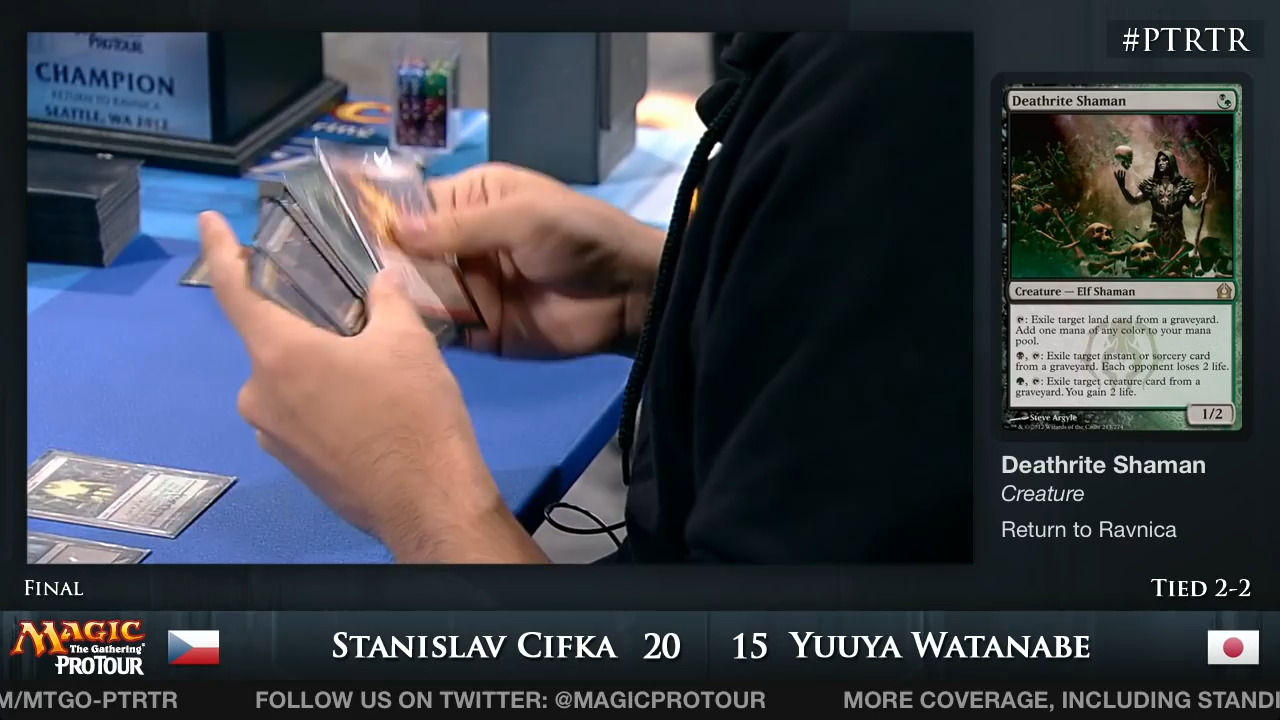 PROTOUR
CHAMPION
RETURN TO RAVNICA
SEATTLE, WA 2012
#PTRTR
Deathrite Shaman
Creature — Elf Shaman
: Exile target land card from a graveyard.
Add one mana of any color to your mana
pool.
, : Exile target instant or sorcery card
from a graveyard. Each opponent loses 2 life.
, : Exile target creature card from a
graveyard. You gain 2 life.
1/2
Steve Argyle
Deathrite Shaman
Creature
Return to Ravnica
FINAL
TIED 2-2
MAGIC
The Gathering
PROTOUR
STANISLAV CIFKA 20
15 YUUYA WATANABE
M/MTGO-PTRTR FOLLOW US ON TWITTER: @MAGICPROTOUR MORE COVERAGE, INCLUDING STAND